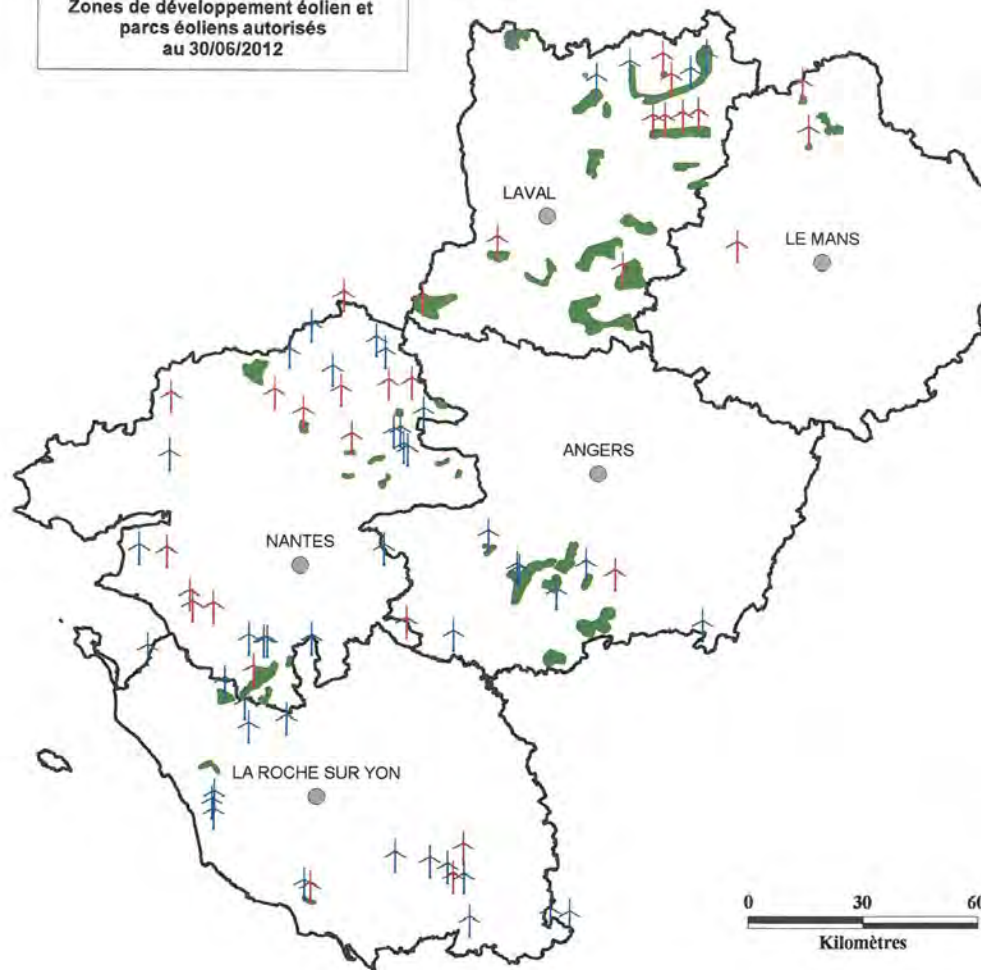 Zones de développement éolien et
parcs éoliens autorisés
au 30/06/2012
LAVAL
LE MANS
ANGERS
NANTES
LA ROCHE SUR YON
0 30 60
Kilomètres